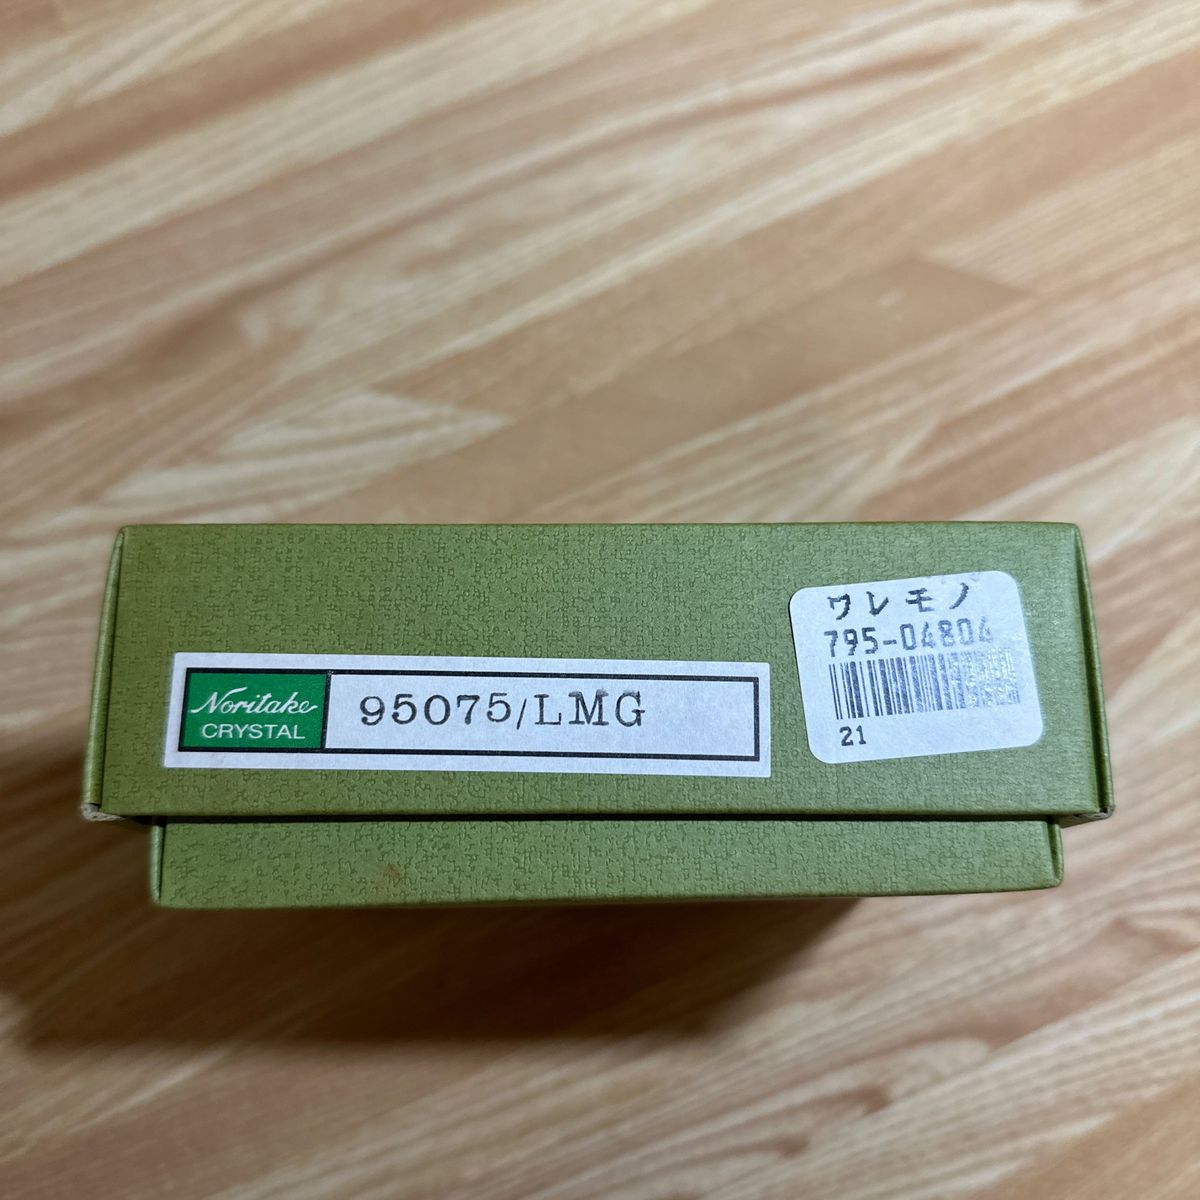 Noritake
CRYSTAL
95075/LMG
ワレモノ
795-04804
21